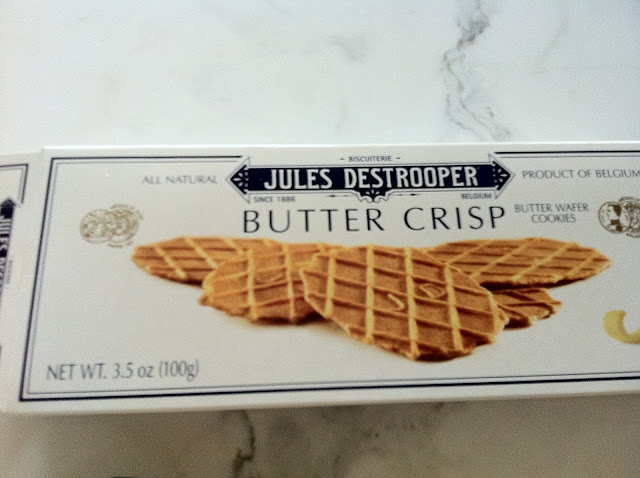 - BISCUITERIE -
ALL NATURAL
JULES DESTROOPER
PRODUCT OF BELGIUM
SINCE 1886
BELGIUM
BUTTER CRISP
BUTTER WAFER
COOKIES
J D
NET WT. 3.5 oz (100g)